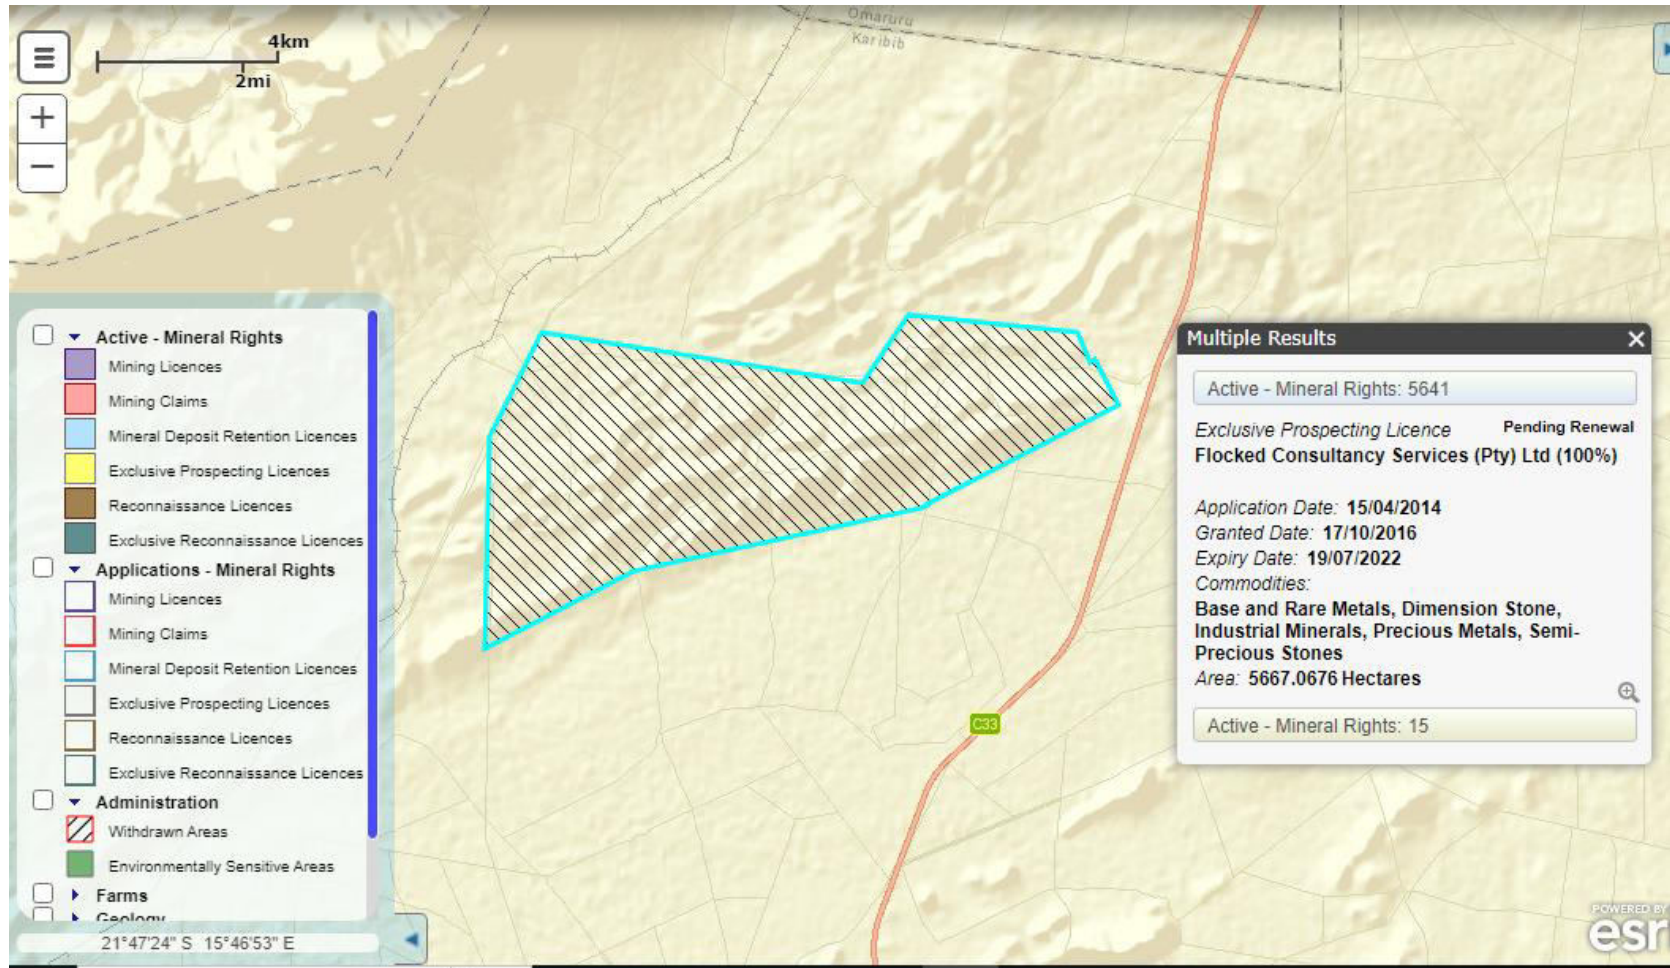 Omaruru
Karibib
4km
2mi
+
−
Active - Mineral Rights
Mining Licences
Mining Claims
Mineral Deposit Retention Licences
Exclusive Prospecting Licences
Reconnaissance Licences
Exclusive Reconnaissance Licences
Applications - Mineral Rights
Mining Licences
Mining Claims
Mineral Deposit Retention Licences
Exclusive Prospecting Licences
Reconnaissance Licences
Exclusive Reconnaissance Licences
Administration
Withdrawn Areas
Environmentally Sensitive Areas
Farms
Geology
21°47'24" S 15°46'53" E
C33
Multiple Results
Active - Mineral Rights: 5641
Exclusive Prospecting Licence Pending Renewal
Flocked Consultancy Services (Pty) Ltd (100%)
Application Date: 15/04/2014
Granted Date: 17/10/2016
Expiry Date: 19/07/2022
Commodities:
Base and Rare Metals, Dimension Stone,
Industrial Minerals, Precious Metals, Semi-
Precious Stones
Area: 5667.0676 Hectares
Active - Mineral Rights: 15
POWERED BY
esr